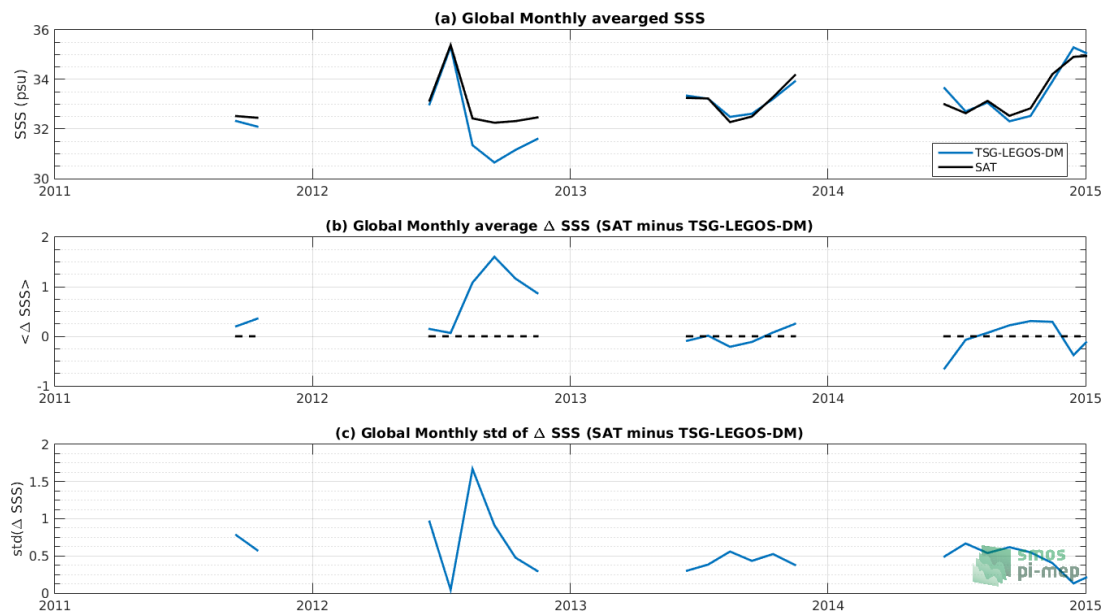 (a) Global Monthly avearged SSS
SSS (psu)
36
34
32
30
TSG-LEGOS-DM
SAT
2011 2012 2013 2014 2015
(b) Global Monthly average Δ SSS (SAT minus TSG-LEGOS-DM)
<Δ SSS>
2
1
0
-1
2011 2012 2013 2014 2015
(c) Global Monthly std of Δ SSS (SAT minus TSG-LEGOS-DM)
std(Δ SSS)
2
1.5
1
0.5
0
smos
pi-mep
2011 2012 2013 2014 2015